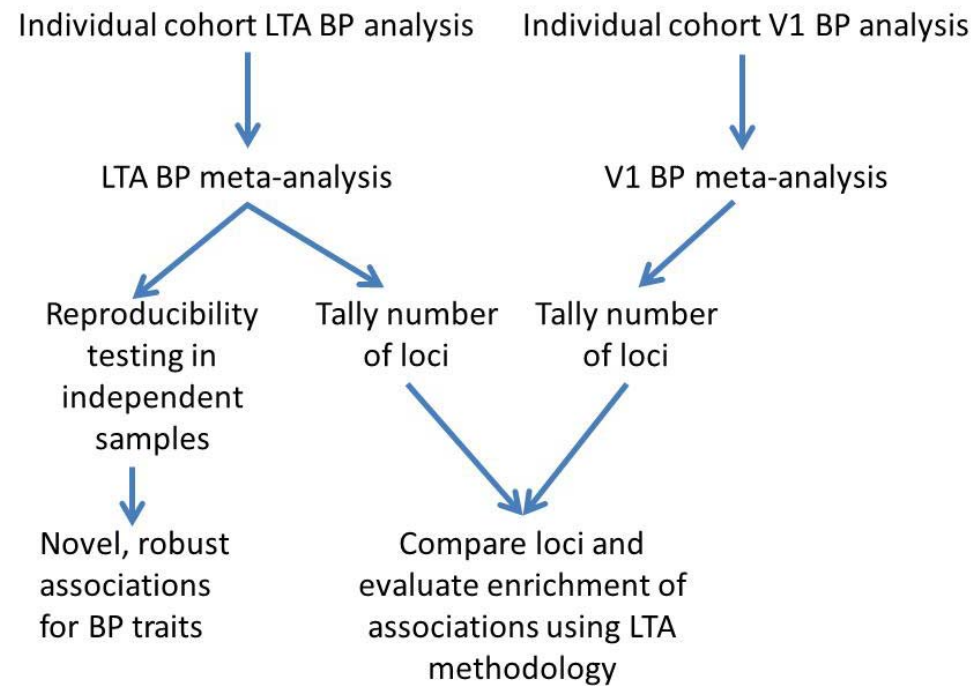 Individual cohort LTA BP analysis
Individual cohort V1 BP analysis
LTA BP meta-analysis
V1 BP meta-analysis
Reproducibility
testing in
independent
samples
Tally number
of loci
Tally number
of loci
Novel, robust
associations
for BP traits
Compare loci and
evaluate enrichment of
associations using LTA
methodology